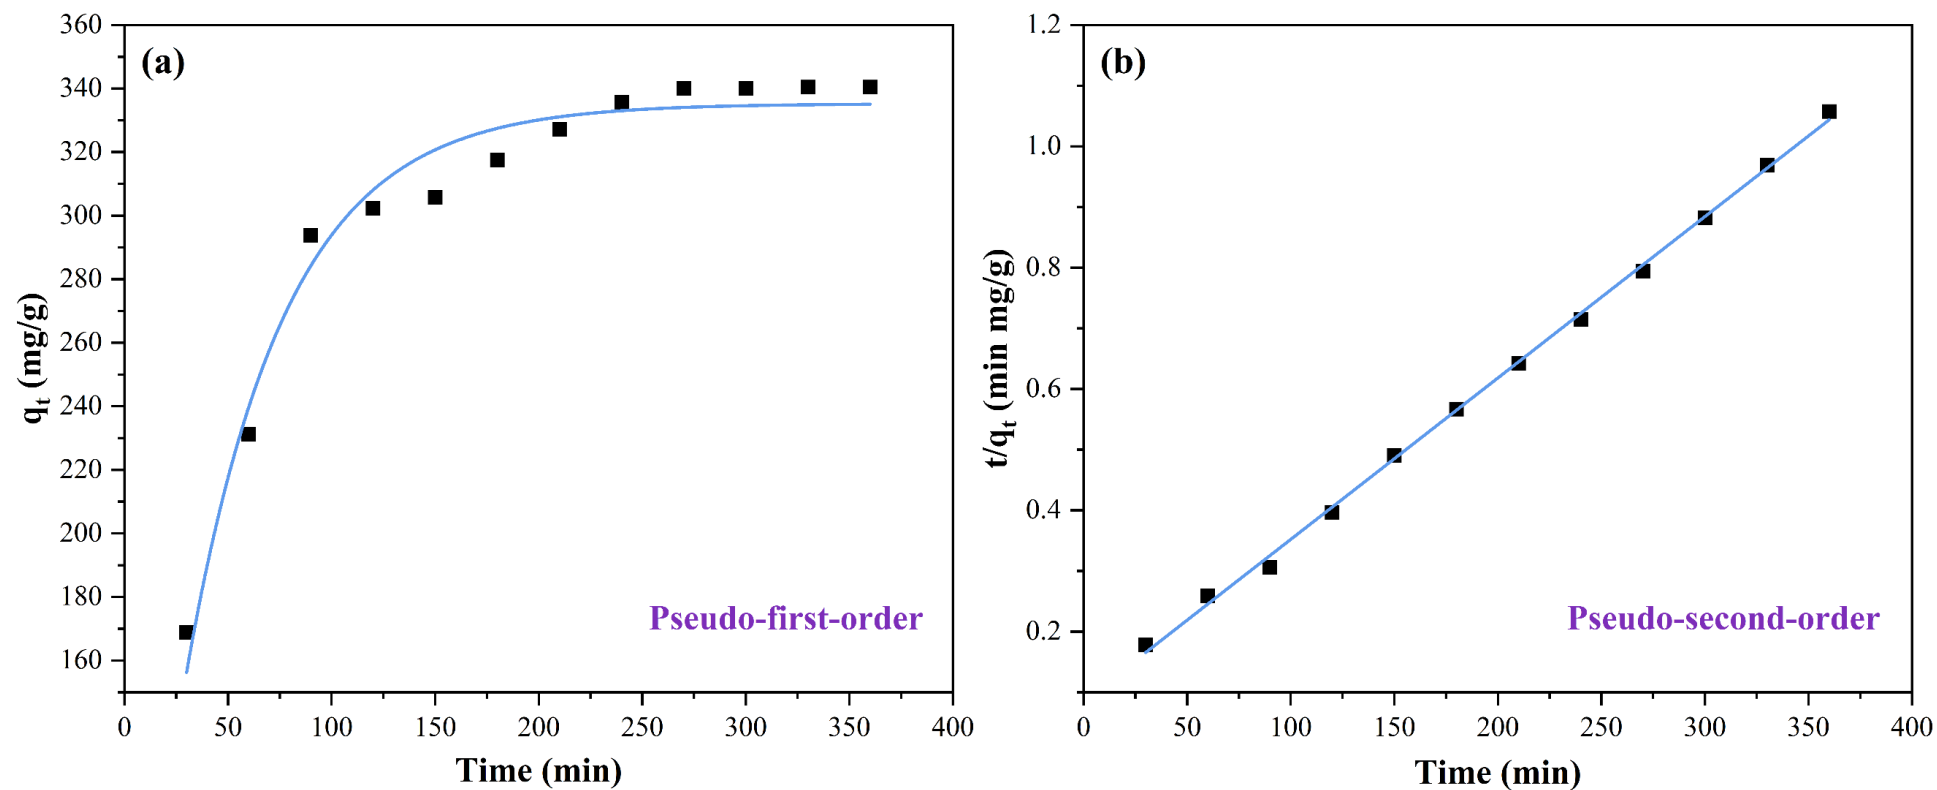 (a)
360
340
320
300
280
260
240
220
200
180
160
qt (mg/g)
Pseudo-first-order
0 50 100 150 200 250 300 350 400
Time (min)
(b)
1.2
1.0
0.8
0.6
0.4
0.2
t/qt (min mg/g)
Pseudo-second-order
0 50 100 150 200 250 300 350 400
Time (min)